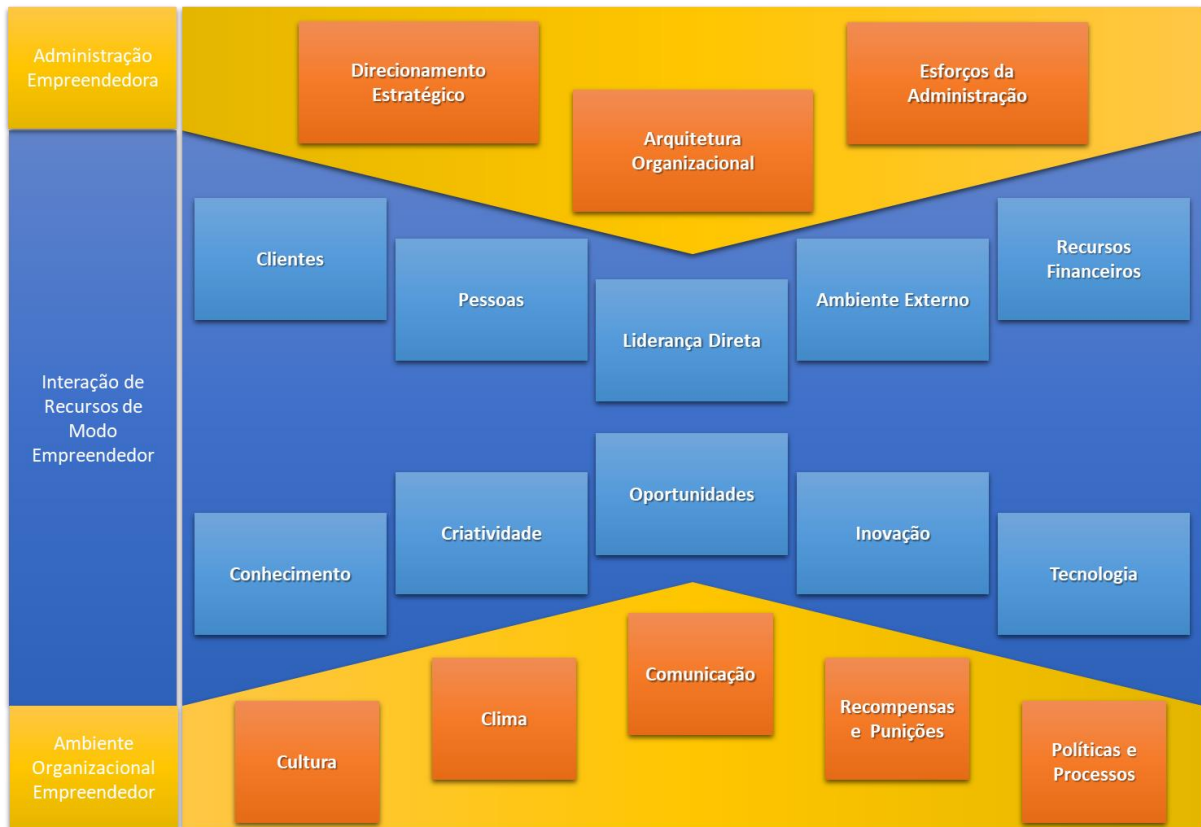 Administração
Empreendedora
Direcionamento
Estratégico
Arquitetura
Organizacional
Esforços da
Administração
Interação de
Recursos de
Modo
Empreendedor
Clientes
Pessoas
Liderança Direta
Ambiente Externo
Recursos
Financeiros
Conhecimento
Criatividade
Oportunidades
Inovação
Tecnologia
Ambiente
Organizacional
Empreendedor
Cultura
Clima
Comunicação
Recompensas
e Punições
Políticas e
Processos